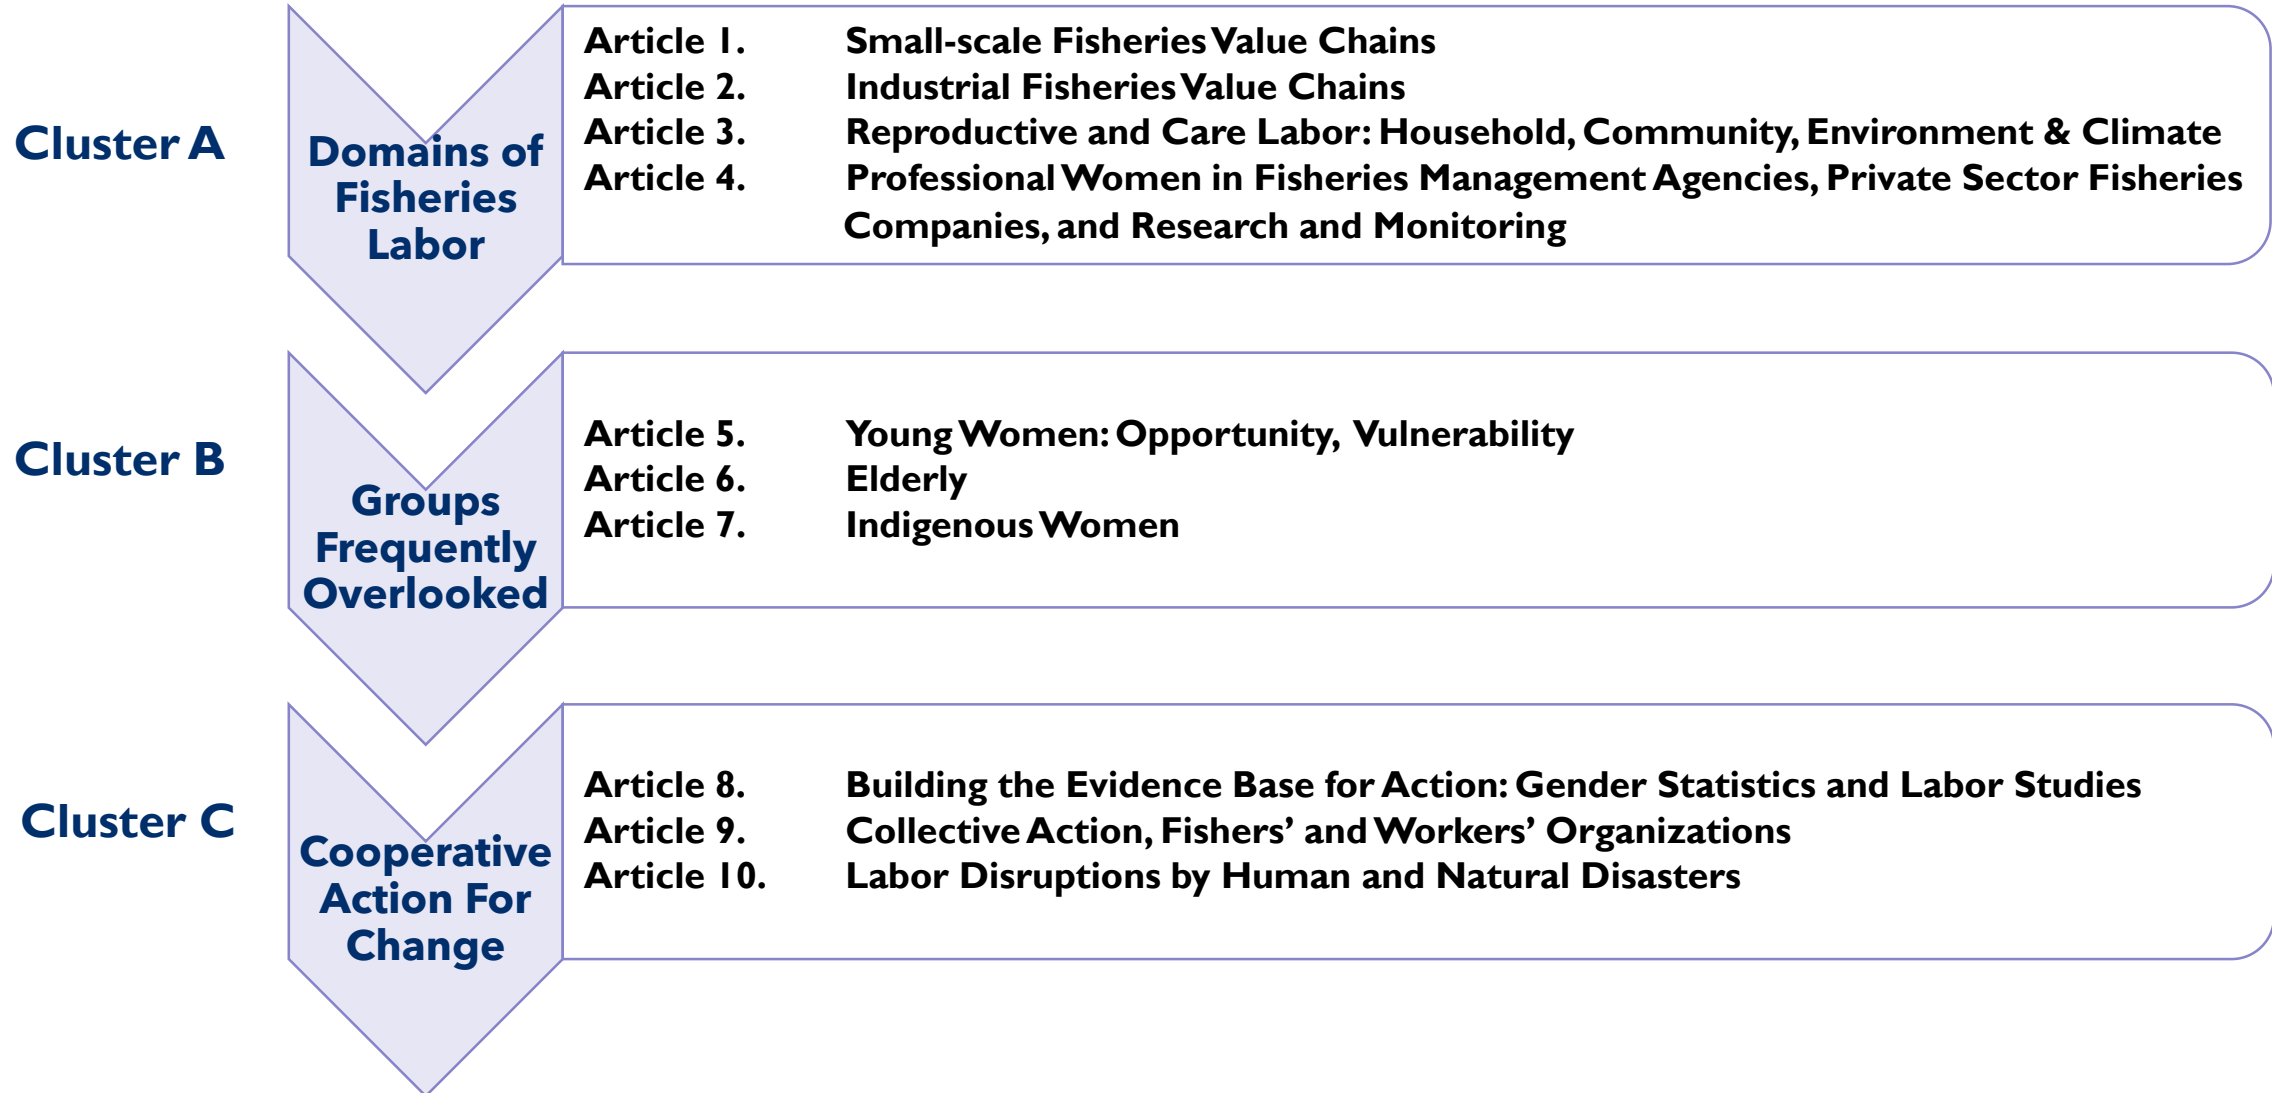 Cluster A
Domains of
Fisheries
Labor
Article 1. Small-scale Fisheries Value Chains
Article 2. Industrial Fisheries Value Chains
Article 3. Reproductive and Care Labor: Household, Community, Environment & Climate
Article 4. Professional Women in Fisheries Management Agencies, Private Sector Fisheries
Companies, and Research and Monitoring
Cluster B
Groups
Frequently
Overlooked
Article 5. Young Women: Opportunity, Vulnerability
Article 6. Elderly
Article 7. Indigenous Women
Cluster C
Cooperative
Action For
Change
Article 8. Building the Evidence Base for Action: Gender Statistics and Labor Studies
Article 9. Collective Action, Fishers’ and Workers’ Organizations
Article 10. Labor Disruptions by Human and Natural Disasters